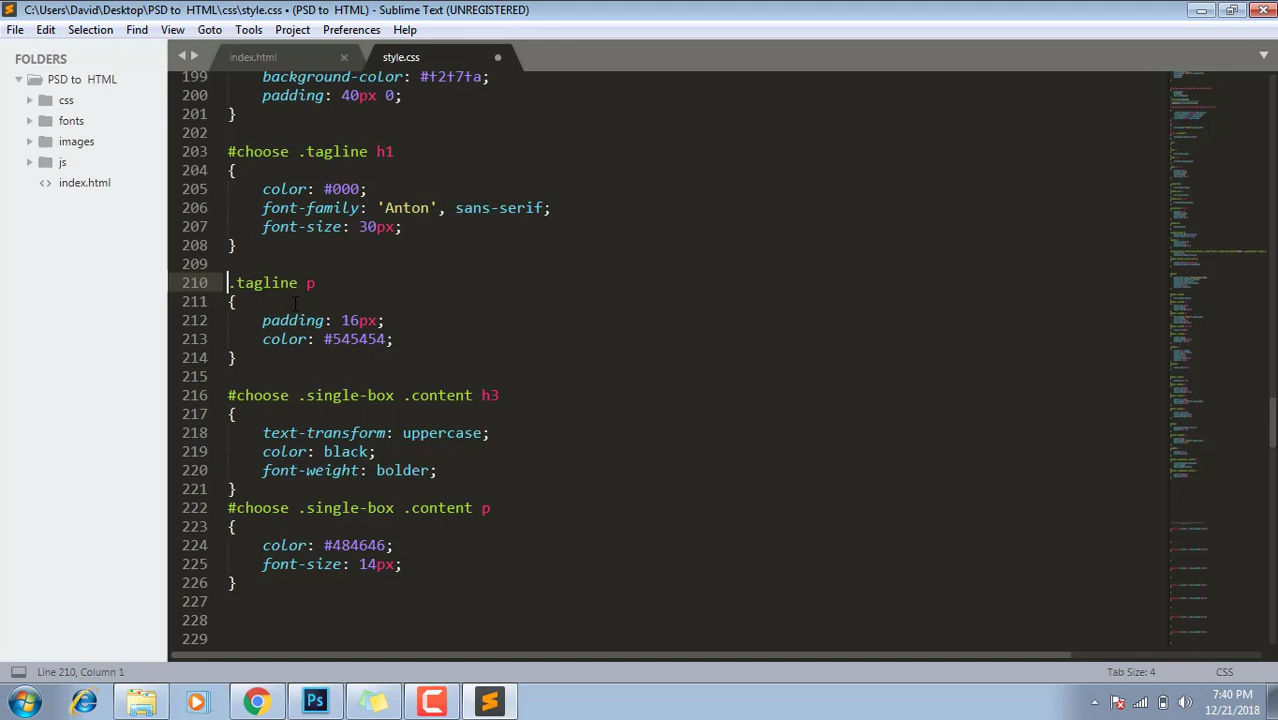 C:\Users\David\Desktop\PSD to HTML\css\style.css • (PSD to HTML) - Sublime Text (UNREGISTERED)
File Edit Selection Find View Goto Tools Project Preferences Help
FOLDERS
PSD to HTML
css
fonts
images
js
index.html
index.html
style.css
199 background-color: #f2f7fa;
200 padding: 40px 0;
201 }
202
203 #choose .tagline h1
204 {
205 color: #000;
206 font-family: 'Anton', sans-serif;
207 font-size: 30px;
208 }
209
210 .tagline p
211 {
212 padding: 16px;
213 color: #545454;
214 }
215
216 #choose .single-box .content h3
217 {
218 text-transform: uppercase;
219 color: black;
220 font-weight: bolder;
221 }
222 #choose .single-box .content p
223 {
224 color: #484646;
225 font-size: 14px;
226 }
227
228
229
Line 210, Column 1
Tab Size: 4
CSS
Ps
7:40 PM
12/21/2018